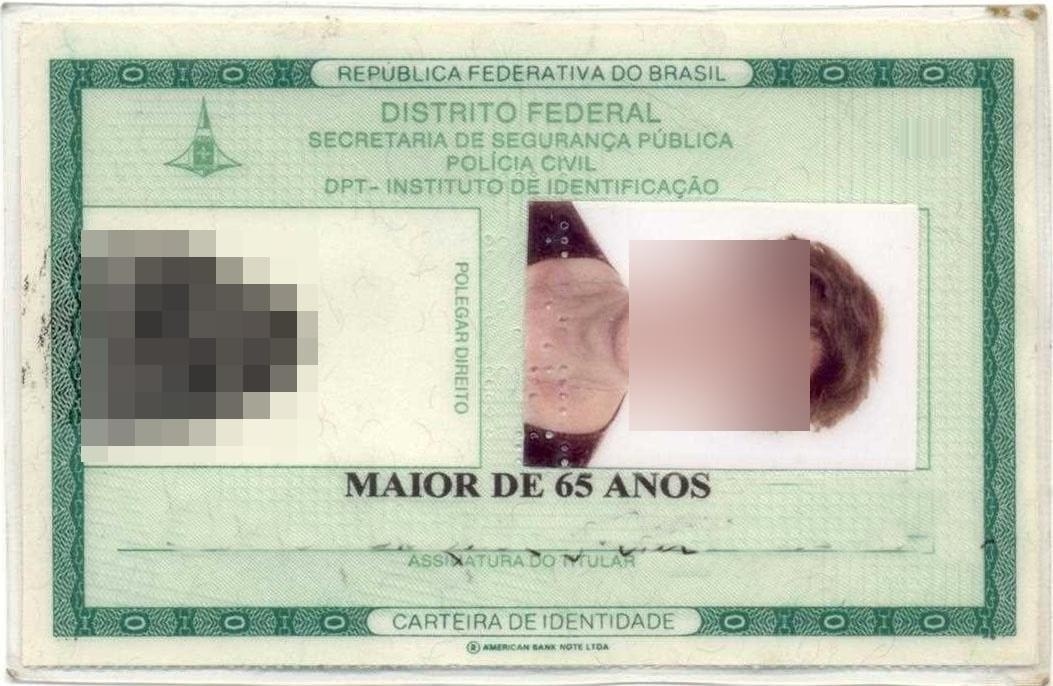 REPÚBLICA FEDERATIVA DO BRASIL
DISTRITO FEDERAL
SECRETARIA DE SEGURANÇA PÚBLICA
POLÍCIA CIVIL
DPT- INSTITUTO DE IDENTIFICAÇÃO
POLEGAR DIREITO
MAIOR DE 65 ANOS
ASSINATURA DO TITULAR
CARTEIRA DE IDENTIDADE
AMERICAN BANK NOTE LTDA